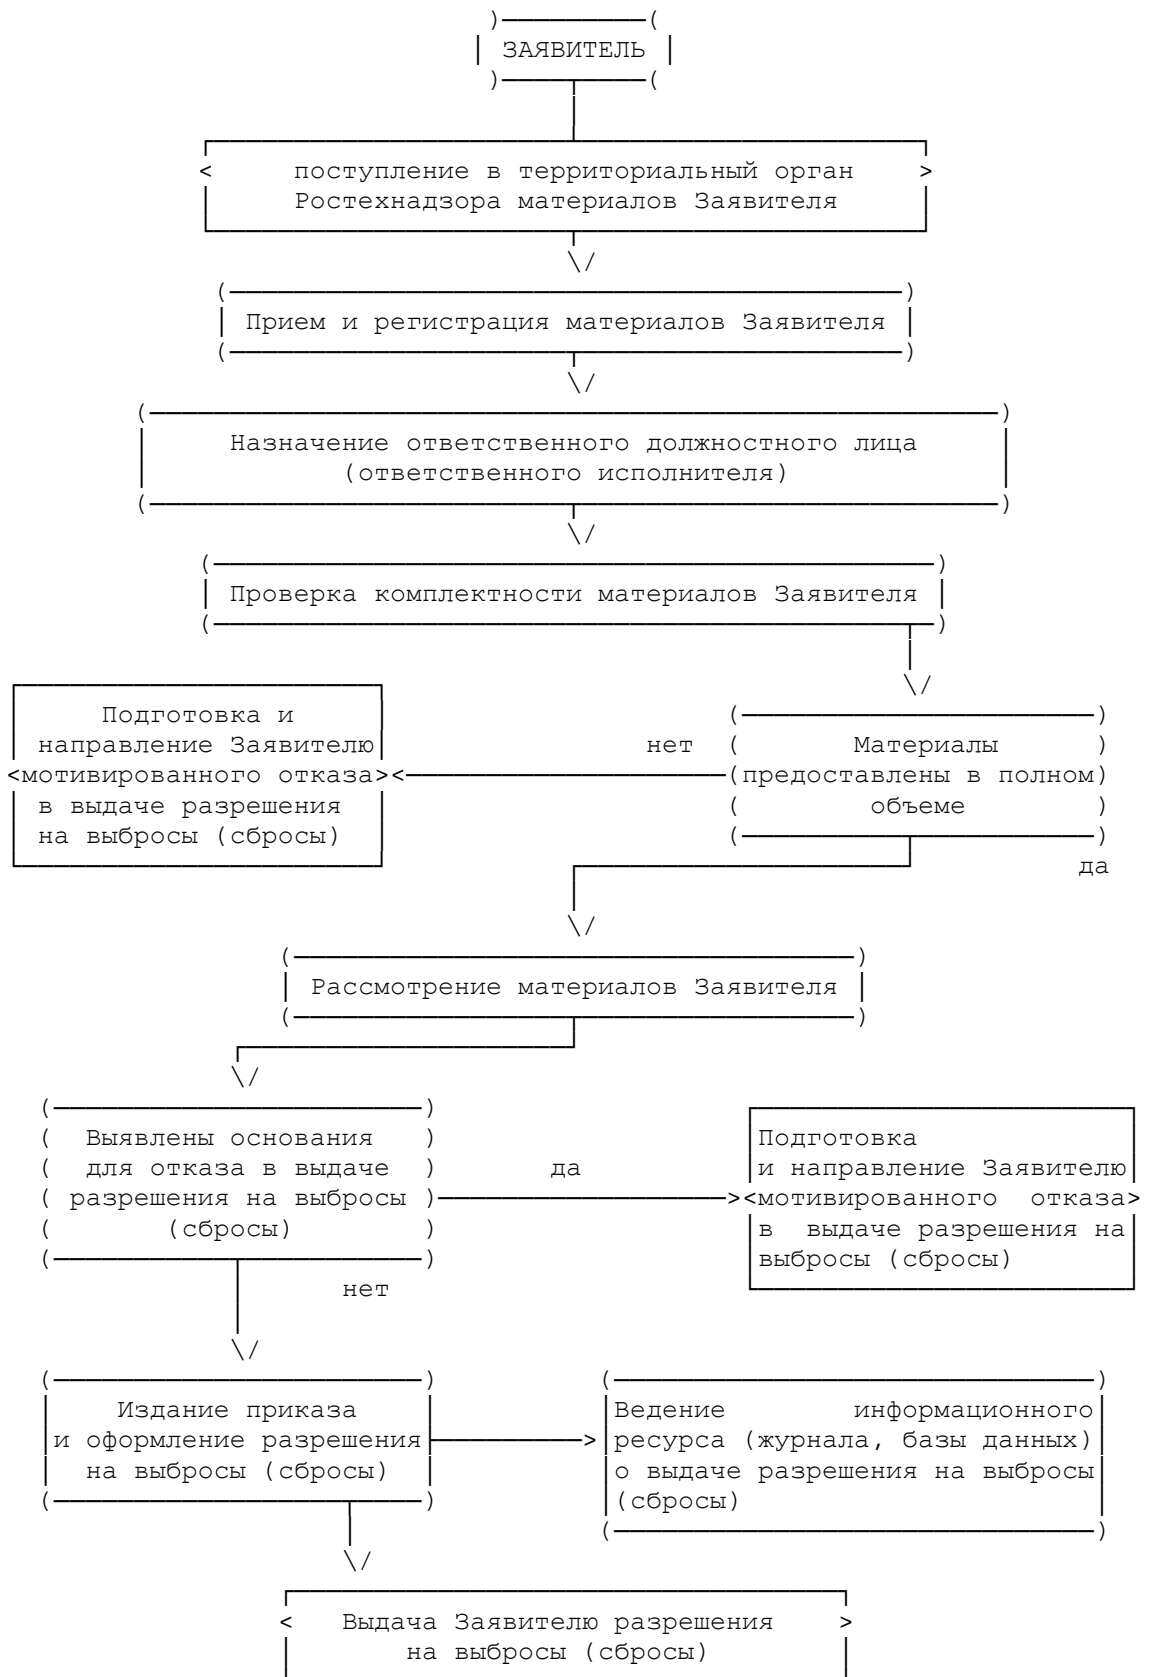 ЗАЯВИТЕЛЬ
поступление в территориальный орган
Ростехнадзора материалов Заявителя
Прием и регистрация материалов Заявителя
Назначение ответственного должностного лица
(ответственного исполнителя)
Проверка комплектности материалов Заявителя
Подготовка и
направление Заявителю
мотивированного отказа
в выдаче разрешения
на выбросы (сбросы)
нет
Материалы
предоставлены в полном
объеме
да
Рассмотрение материалов Заявителя
Выявлены основания
для отказа в выдаче
разрешения на выбросы
(сбросы)
да
Подготовка
и направление Заявителю
мотивированного отказа
в выдаче разрешения на
выбросы (сбросы)
нет
Издание приказа
и оформление разрешения
на выбросы (сбросы)
Ведение информационного
ресурса (журнала, базы данных)
о выдаче разрешения на выбросы
(сбросы)
Выдача Заявителю разрешения
на выбросы (сбросы)